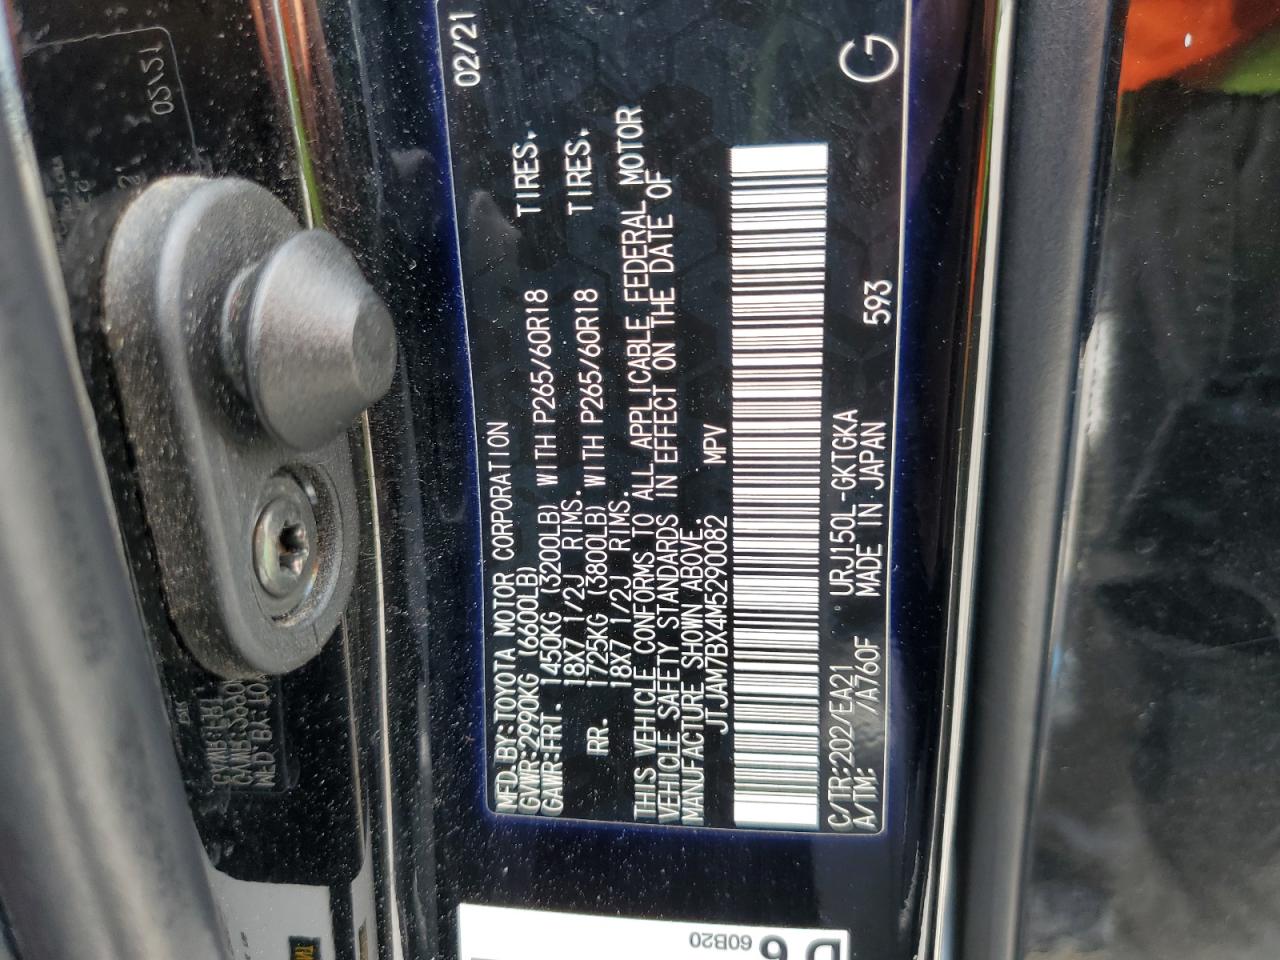 MFD.BY:TOYOTA MOTOR CORPORATION 02/21
GVWR:2990KG (6600LB)
GAWR:FRT. 1450KG (3200LB) WITH P265/60R18 TIRES.
18X7 1/2J RIMS.
RR. 1725KG (3800LB) WITH P265/60R18 TIRES.
18X7 1/2J RIMS.
THIS VEHICLE CONFORMS TO ALL APPLICABLE FEDERAL MOTOR
VEHICLE SAFETY STANDARDS IN EFFECT ON THE DATE OF
MANUFACTURE SHOWN ABOVE.
JTJAM7BX4M5290082 MPV
C/TR:202/EA21 URJ150L-GKTGKA 593 G
A/TM: /A760F MADE IN JAPAN
60B20